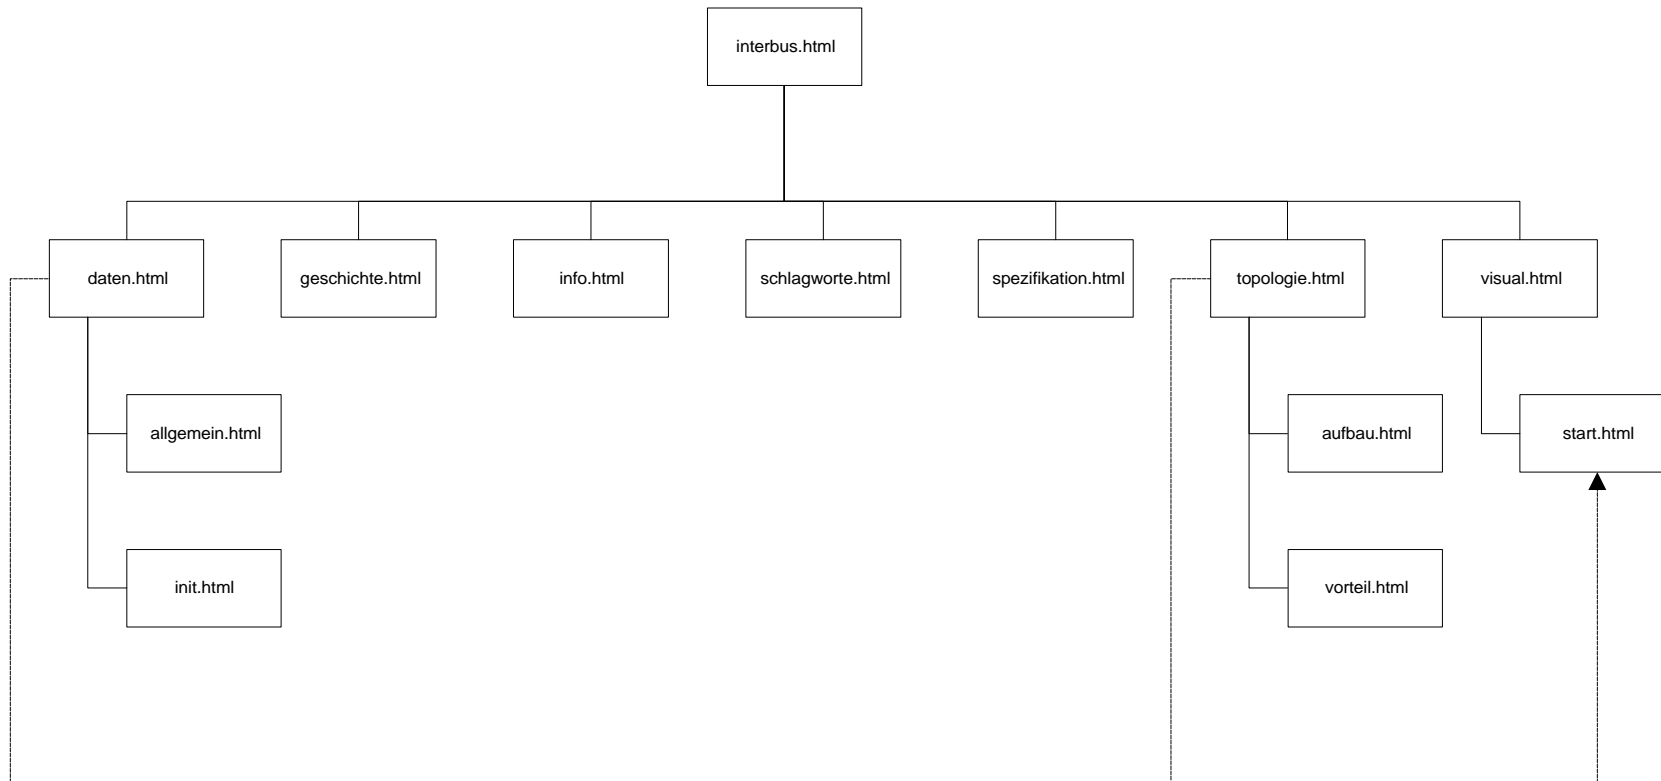 interbus.html
daten.html
geschichte.html
info.html
schlagworte.html
spezifikation.html
topologie.html
visual.html
allgemein.html
aufbau.html
start.html
init.html
vorteil.html